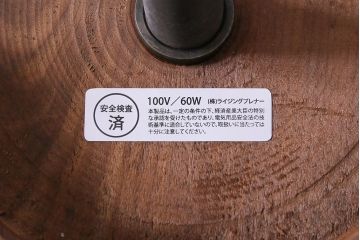 安全検査
済
100V／60W (株)ライジングプレナー
本製品は、一定の条件の下、経済産業大臣の特別
な承認を受けたものであり、電気用品安全法の技
術基準に適合していないので、取扱いに当たっては
十分に注意してください。